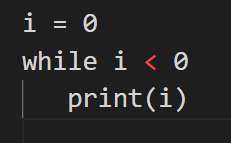 i = 0
while i < 0
    print(i)